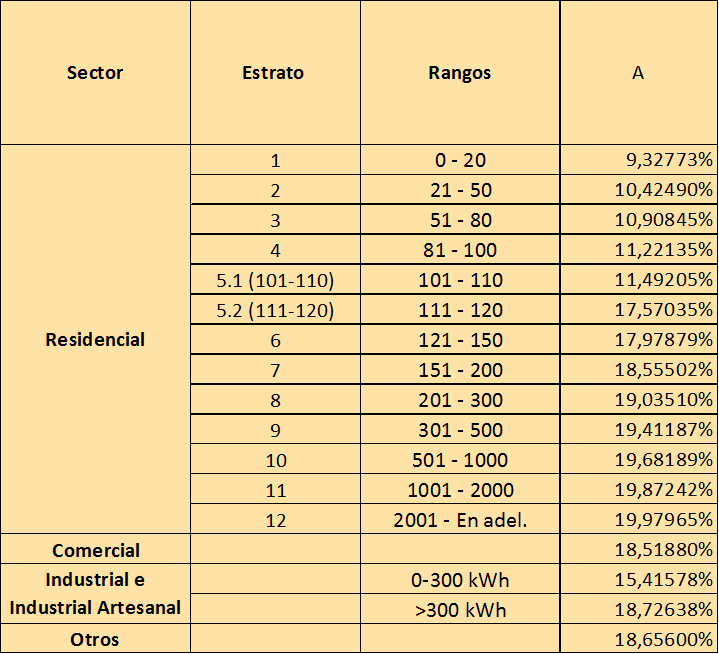 Sector Estrato Rangos A
1 0 - 20 9,32773%
2 21 - 50 10,42490%
3 51 - 80 10,90845%
4 81 - 100 11,22135%
5.1 (101-110) 101 - 110 11,49205%
5.2 (111-120) 111 - 120 17,57035%
Residencial 6 121 - 150 17,97879%
7 151 - 200 18,55502%
8 201 - 300 19,03510%
9 301 - 500 19,41187%
10 501 - 1000 19,68189%
11 1001 - 2000 19,87242%
12 2001 - En adel. 19,97965%
Comercial 18,51880%
Industrial e 0-300 kWh 15,41578%
Industrial Artesanal >300 kWh 18,72638%
Otros 18,65600%